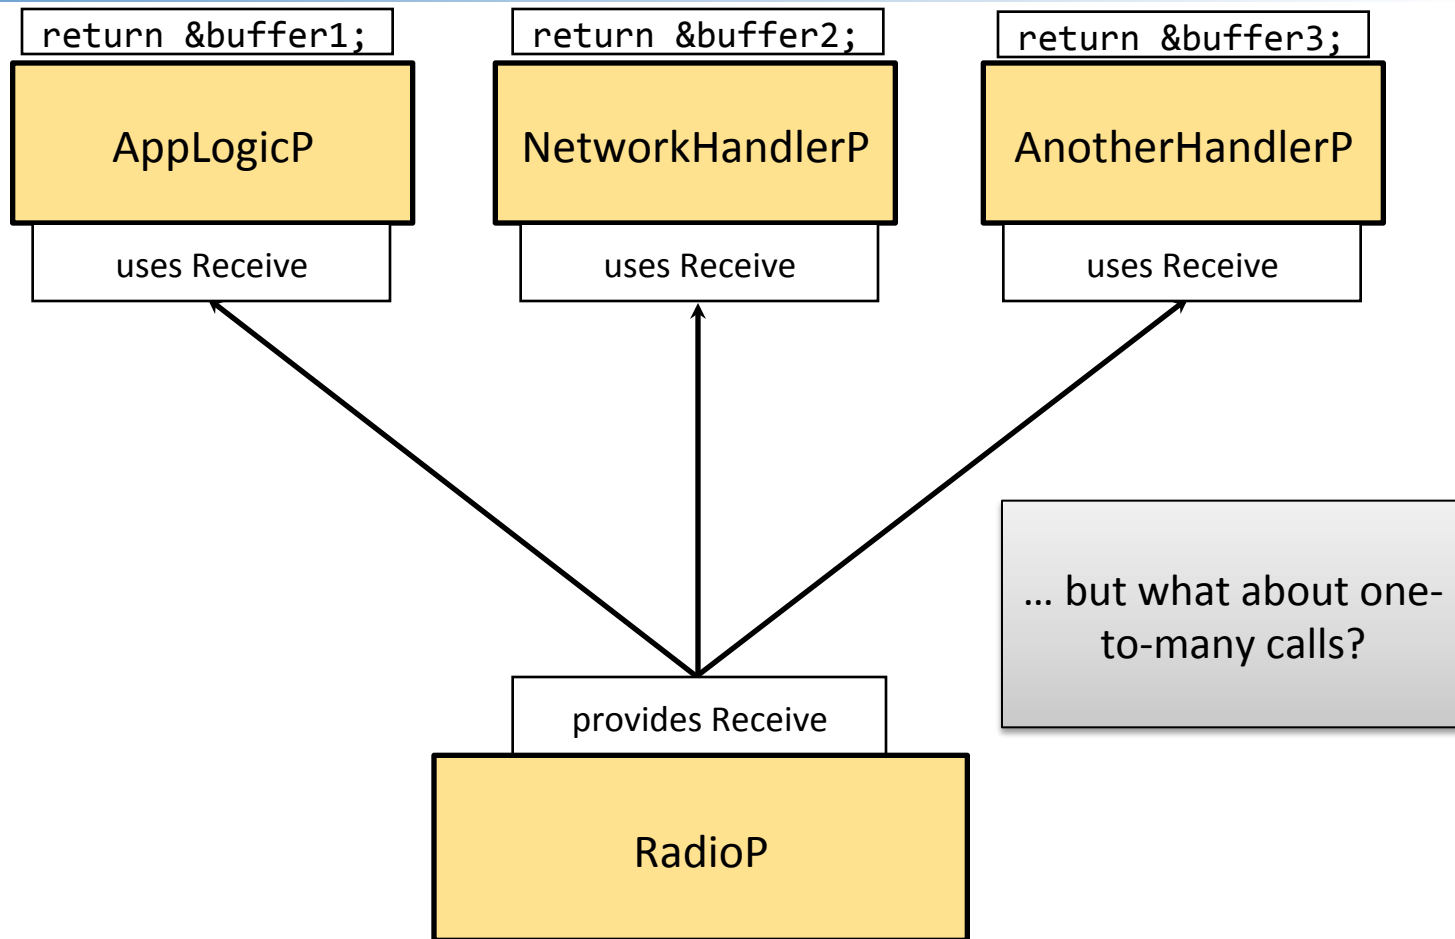 return &buffer1;
return &buffer2;
return &buffer3;
AppLogicP
NetworkHandlerP
AnotherHandlerP
uses Receive
uses Receive
uses Receive
… but what about one-
to-many calls?
provides Receive
RadioP